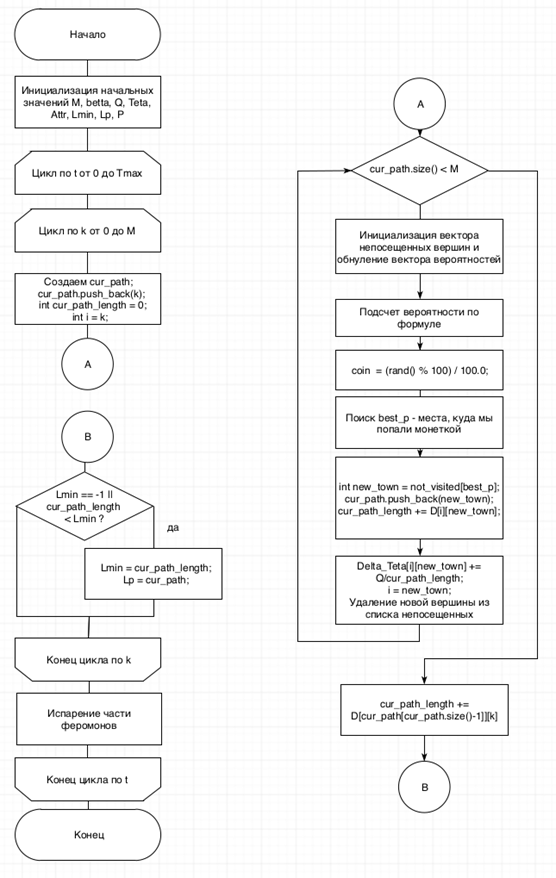 Начало
Инициализация начальных
значений M, betta, Q, Teta,
Attr, Lmin, Lp, P
Цикл по t от 0 до Tmax
Цикл по k от 0 до M
Создаем cur_path;
cur_path.push_back(k);
int cur_path_length = 0;
int i = k;
A
B
Lmin == -1 ||
cur_path_length
< Lmin ?
да
Lmin = cur_path_length;
Lp = cur_path;
Конец цикла по k
Испарение части
феромонов
Конец цикла по t
Конец
A
cur_path.size() < M
Инициализация вектора
непосещенных вершин и
обнуление вектора вероятностей
Подсчет вероятности по
формуле
coin = (rand() % 100) / 100.0;
Поиск best_p - места, куда мы
попали монеткой
int new_town = not_visited[best_p];
cur_path.push_back(new_town);
cur_path_length += D[i][new_town];
Delta_Teta[i][new_town] +=
Q/cur_path_length;
i = new_town;
Удаление новой вершины из
списка непосещенных
cur_path_length +=
D[cur_path[cur_path.size()-1]][k]
B